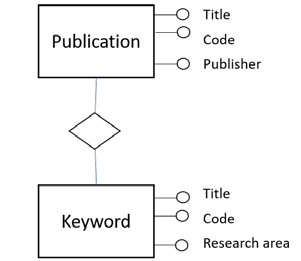 Publication
Title
Code
Publisher
Keyword
Title
Code
Research area